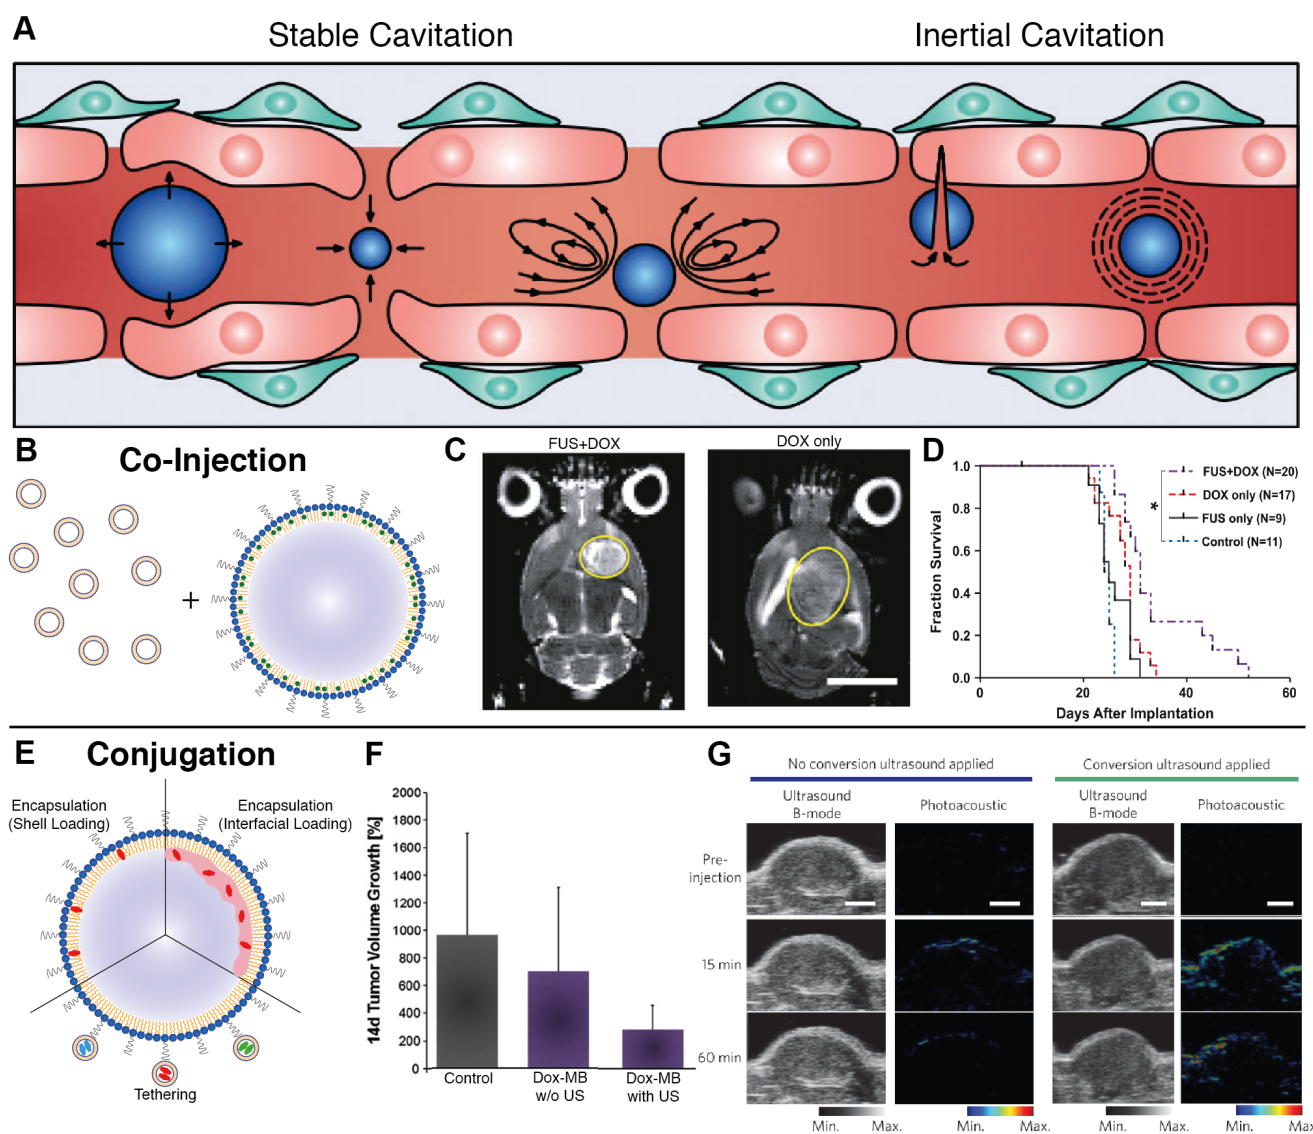 A
Stable Cavitation
Inertial Cavitation
B
Co-Injection
+
C
FUS+DOX
DOX only
D
1.0
0.8
0.6
0.4
0.2
0.0
Fraction Survival
0
20
40
60
Days After Implantation
FUS+DOX (N=20)
DOX only (N=17)
FUS only (N=9)
Control (N=11)
*
E
Conjugation
Encapsulation
(Shell Loading)
Encapsulation
(Interfacial Loading)
Tethering
F
14d Tumor Volume Growth [%]
2000
1800
1600
1400
1200
1000
800
600
400
200
0
Control
Dox-MB
w/o US
Dox-MB
with US
G
No conversion ultrasound applied
Conversion ultrasound applied
Ultrasound
B-mode
Photoacoustic
Ultrasound
B-mode
Photoacoustic
Pre-
injection
15 min
60 min
Min.
Max.
Min.
Max.
Min.
Max.
Min.
Ma